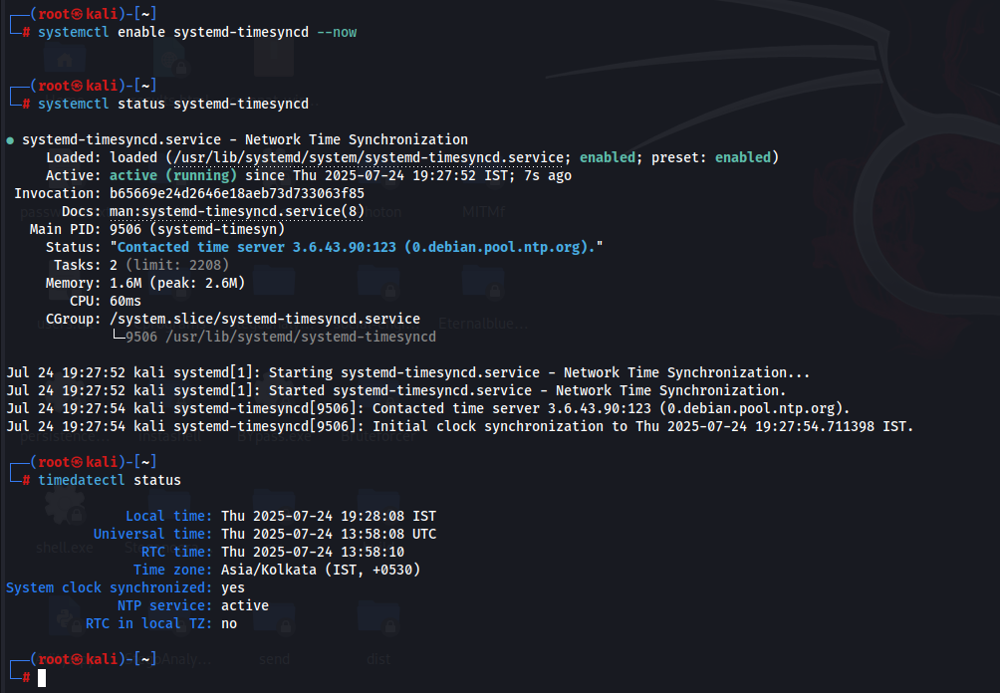 ┌──(root㉿kali)-[~]
└─# systemctl enable systemd-timesyncd --now
┌──(root㉿kali)-[~]
└─# systemctl status systemd-timesyncd
● systemd-timesyncd.service - Network Time Synchronization
Loaded: loaded (/usr/lib/systemd/system/systemd-timesyncd.service; enabled; preset: enabled)
Active: active (running) since Thu 2025-07-24 19:27:52 IST; 7s ago
Invocation: b65669e24d2646e18aeb73d733063f85
Docs: man:systemd-timesyncd.service(8)
Main PID: 9506 (systemd-timesyn)
Status: "Contacted time server 3.6.43.90:123 (0.debian.pool.ntp.org)."
Tasks: 2 (limit: 2208)
Memory: 1.6M (peak: 2.6M)
CPU: 60ms
CGroup: /system.slice/systemd-timesyncd.service
└─9506 /usr/lib/systemd/systemd-timesyncd
Jul 24 19:27:52 kali systemd[1]: Starting systemd-timesyncd.service - Network Time Synchronization...
Jul 24 19:27:52 kali systemd[1]: Started systemd-timesyncd.service - Network Time Synchronization.
Jul 24 19:27:54 kali systemd-timesyncd[9506]: Contacted time server 3.6.43.90:123 (0.debian.pool.ntp.org).
Jul 24 19:27:54 kali systemd-timesyncd[9506]: Initial clock synchronization to Thu 2025-07-24 19:27:54.711398 IST.
┌──(root㉿kali)-[~]
└─# timedatectl status
Local time: Thu 2025-07-24 19:28:08 IST
Universal time: Thu 2025-07-24 13:58:08 UTC
RTC time: Thu 2025-07-24 13:58:10
Time zone: Asia/Kolkata (IST, +0530)
System clock synchronized: yes
NTP service: active
RTC in local TZ: no
┌──(root㉿kali)-[~]
└─#
MITMf
Eternalblue...
persistence...
Bruteforcer
shell.exe
send
dist